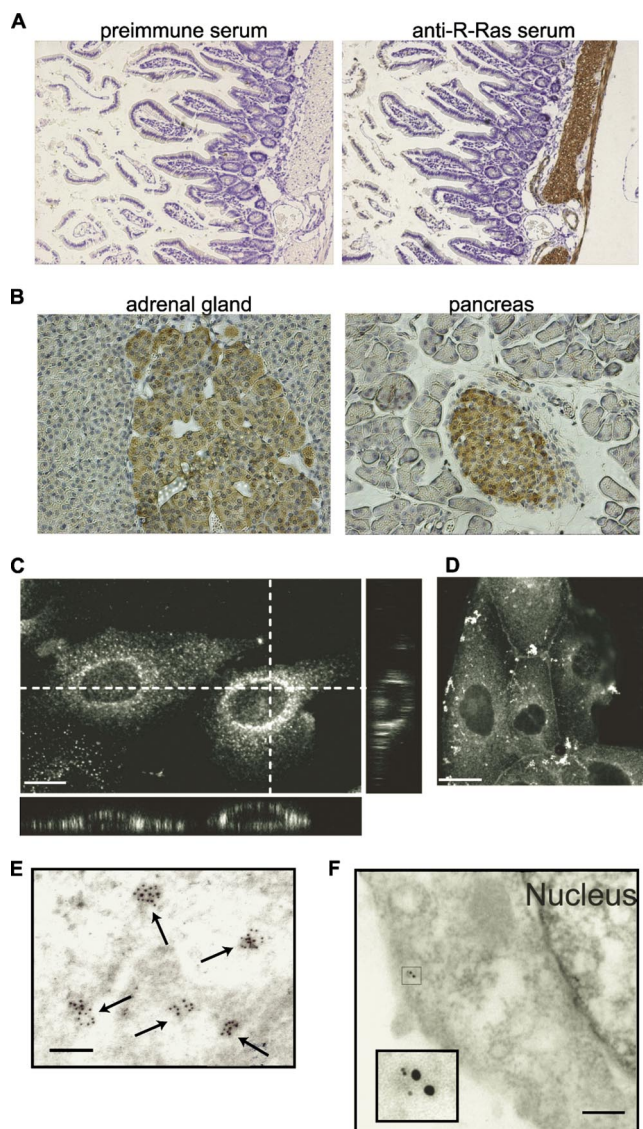 A
preimmune serum
anti-R-Ras serum
B
adrenal gland
pancreas
C
D
E
F
Nucleus